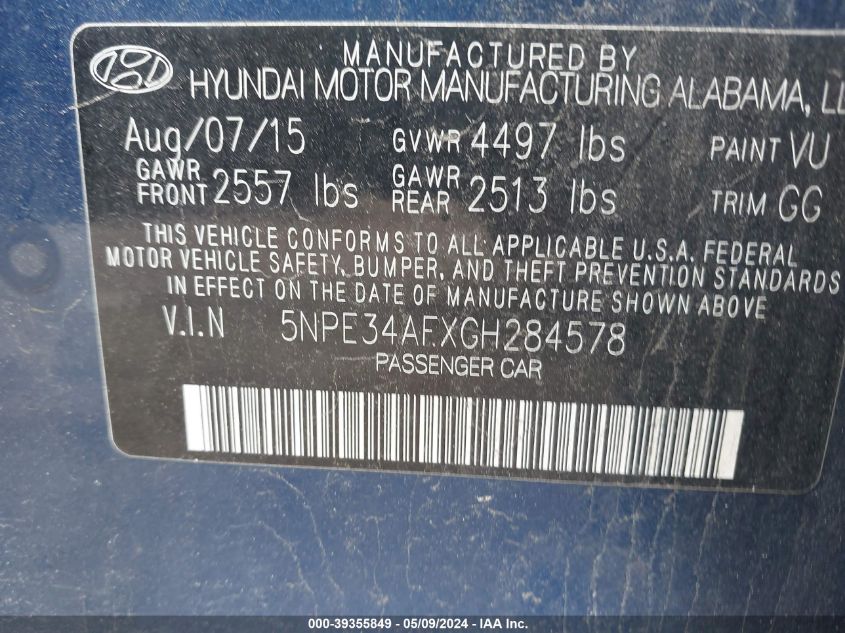 MANUFACTURED BY
HYUNDAI MOTOR MANUFACTURING ALABAMA,
Aug/07/15 GVWR 4497 lbs PAINT VU
GAWR FRONT 2557 lbs GAWR REAR 2513 lbs TRIM GG
THIS VEHICLE CONFORMS TO ALL APPLICABLE U.S.A. FEDERAL
MOTOR VEHICLE SAFETY, BUMPER, AND THEFT PREVENTION STANDARDS
IN EFFECT ON THE DATE OF MANUFACTURE SHOWN ABOVE
V.I.N 5NPE34AFXGH284578
PASSENGER CAR
000-39355849 - 05/09/2024 - Copyright © IAA, Inc.